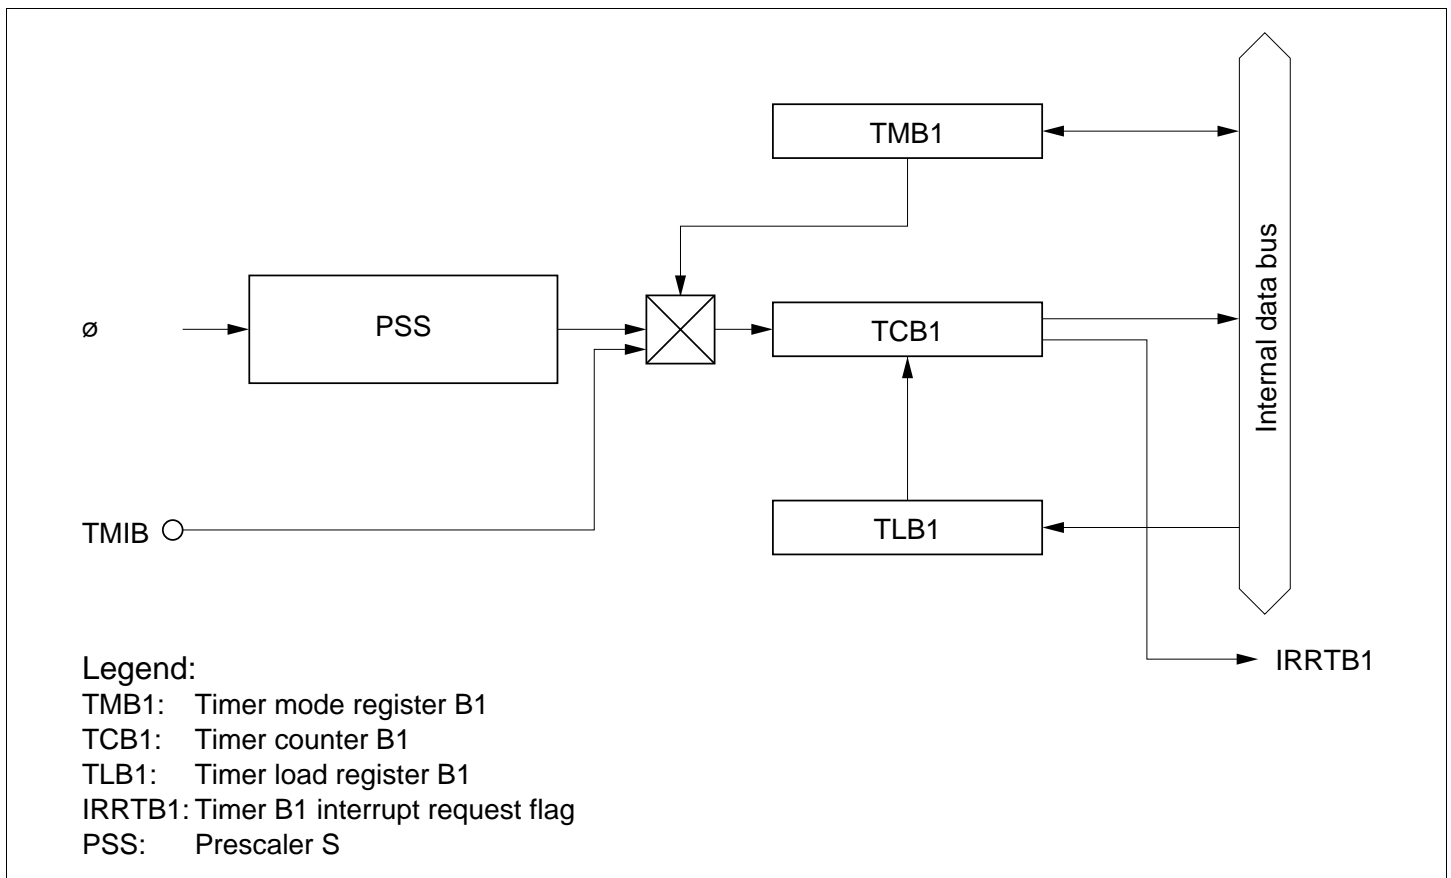 TMB1
ø
PSS
TCB1
Internal data bus
TMIB
TLB1
IRRTB1
Legend:
TMB1: Timer mode register B1
TCB1: Timer counter B1
TLB1: Timer load register B1
IRRTB1: Timer B1 interrupt request flag
PSS: Prescaler S